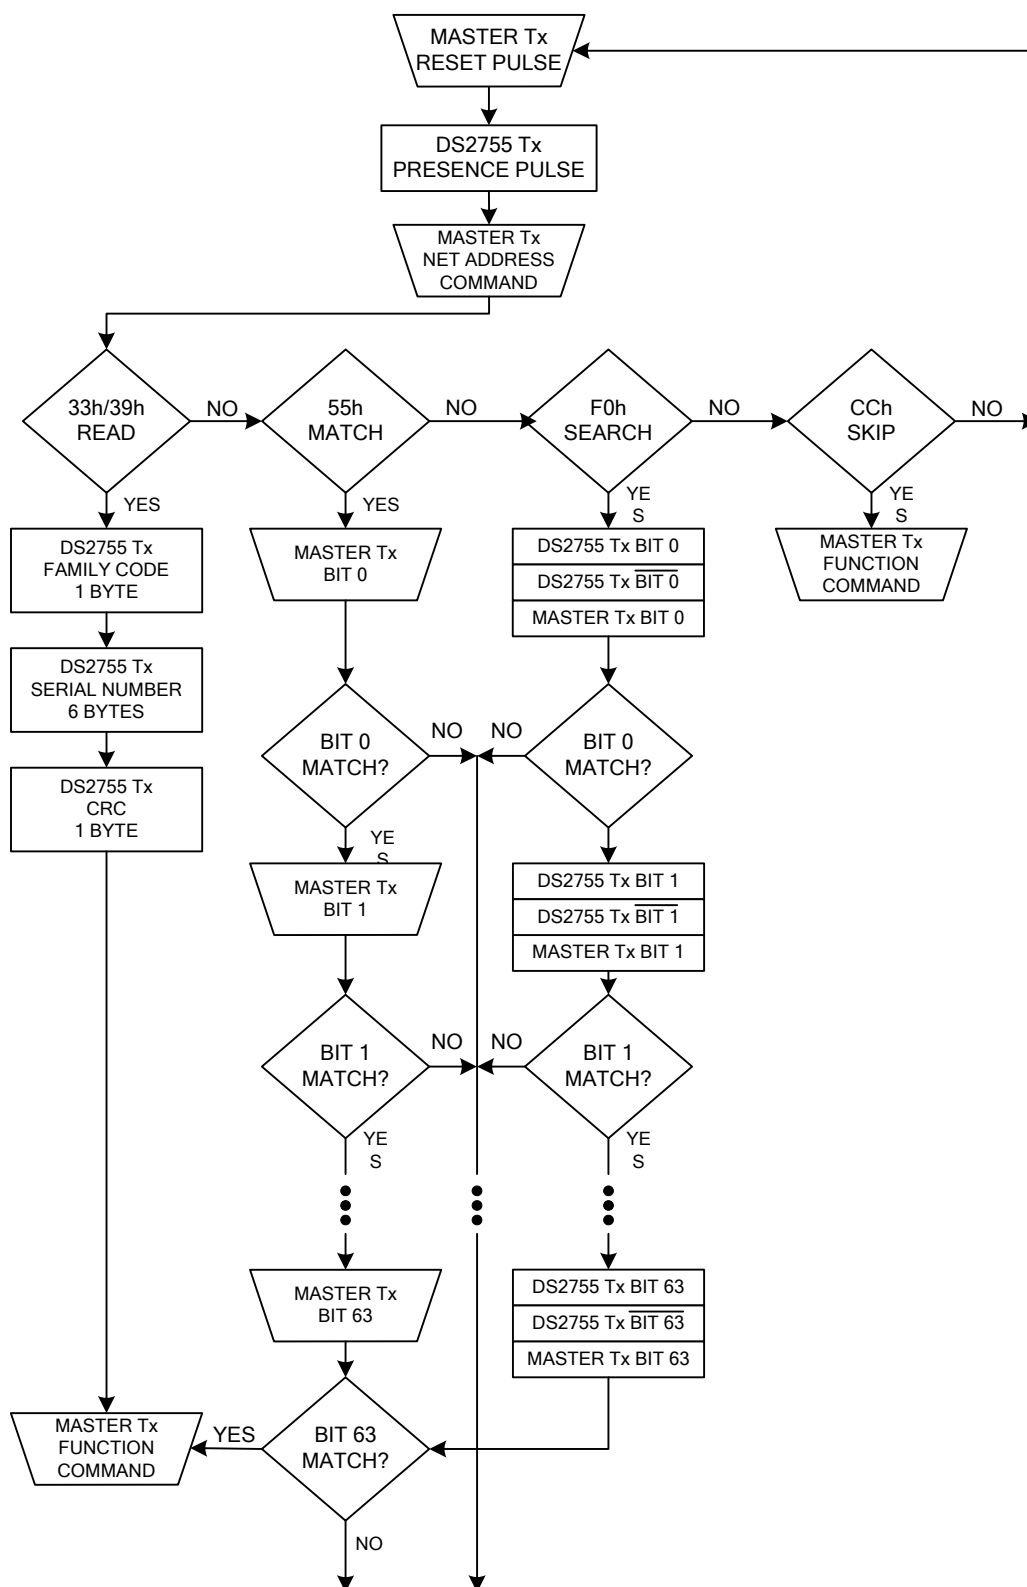 MASTER Tx
RESET PULSE
DS2755 Tx
PRESENCE PULSE
MASTER Tx
NET ADDRESS
COMMAND
33h/39h
READ
NO
55h
MATCH
NO
F0h
SEARCH
NO
CCh
SKIP
NO
YES
YES
YE
S
YE
S
DS2755 Tx
FAMILY CODE
1 BYTE
MASTER Tx
BIT 0
DS2755 Tx BIT 0
DS2755 Tx BIT 0
MASTER Tx BIT 0
MASTER Tx
FUNCTION
COMMAND
DS2755 Tx
SERIAL NUMBER
6 BYTES
BIT 0
MATCH?
NO
NO
BIT 0
MATCH?
DS2755 Tx
CRC
1 BYTE
YE
S
MASTER Tx
BIT 1
DS2755 Tx BIT 1
DS2755 Tx BIT 1
MASTER Tx BIT 1
BIT 1
MATCH?
NO
NO
BIT 1
MATCH?
YE
S
YE
S
MASTER Tx
BIT 63
DS2755 Tx BIT 63
DS2755 Tx BIT 63
MASTER Tx BIT 63
MASTER Tx
FUNCTION
COMMAND
YES
BIT 63
MATCH?
NO